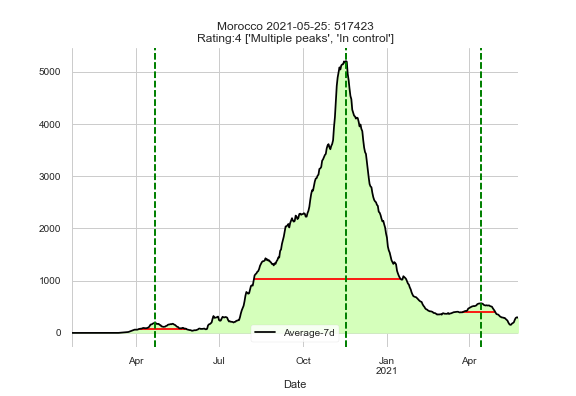 Morocco 2021-05-25: 517423
Rating:4 ['Multiple peaks', 'In control']
5000
4000
3000
2000
1000
0
Average-7d
Apr
Jul
Oct
Jan
2021
Apr
Date